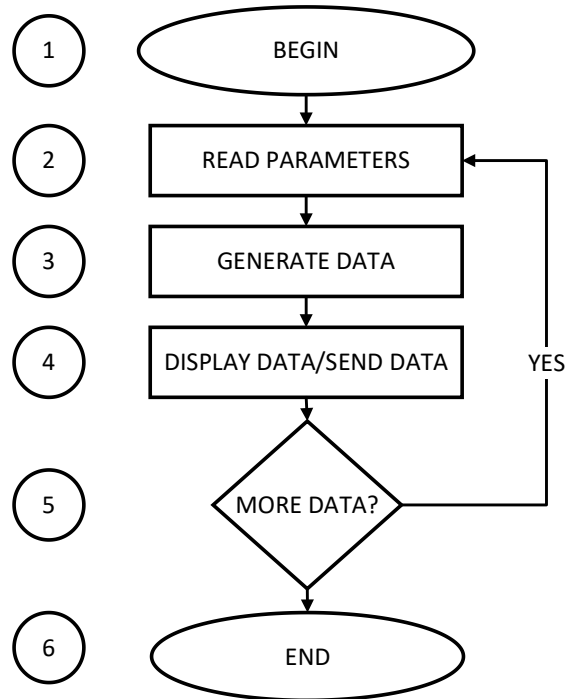 1
BEGIN
2
READ PARAMETERS
3
GENERATE DATA
4
DISPLAY DATA/SEND DATA
YES
5
MORE DATA?
6
END